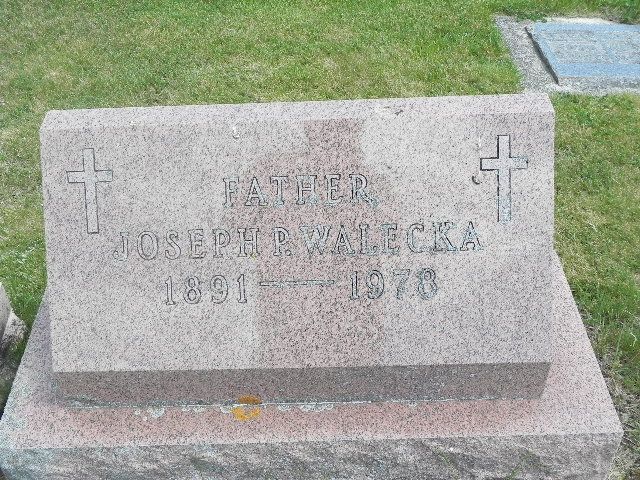 FATHER
JOSEPH P. WALECKA
1891 — 1978